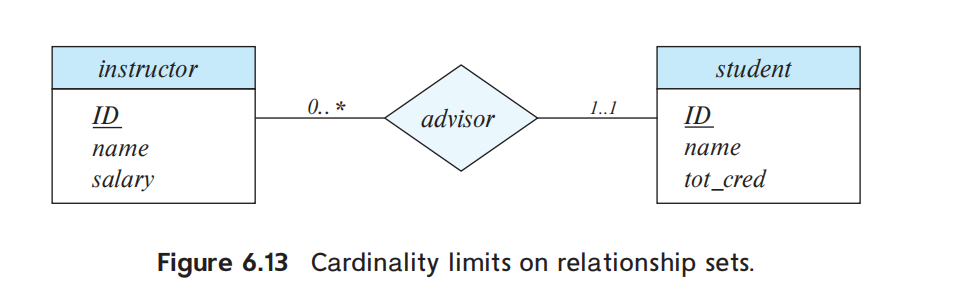 instructor
ID
name
salary
0..*
advisor
1..1
student
ID
name
tot_cred
Figure 6.13 Cardinality limits on relationship sets.